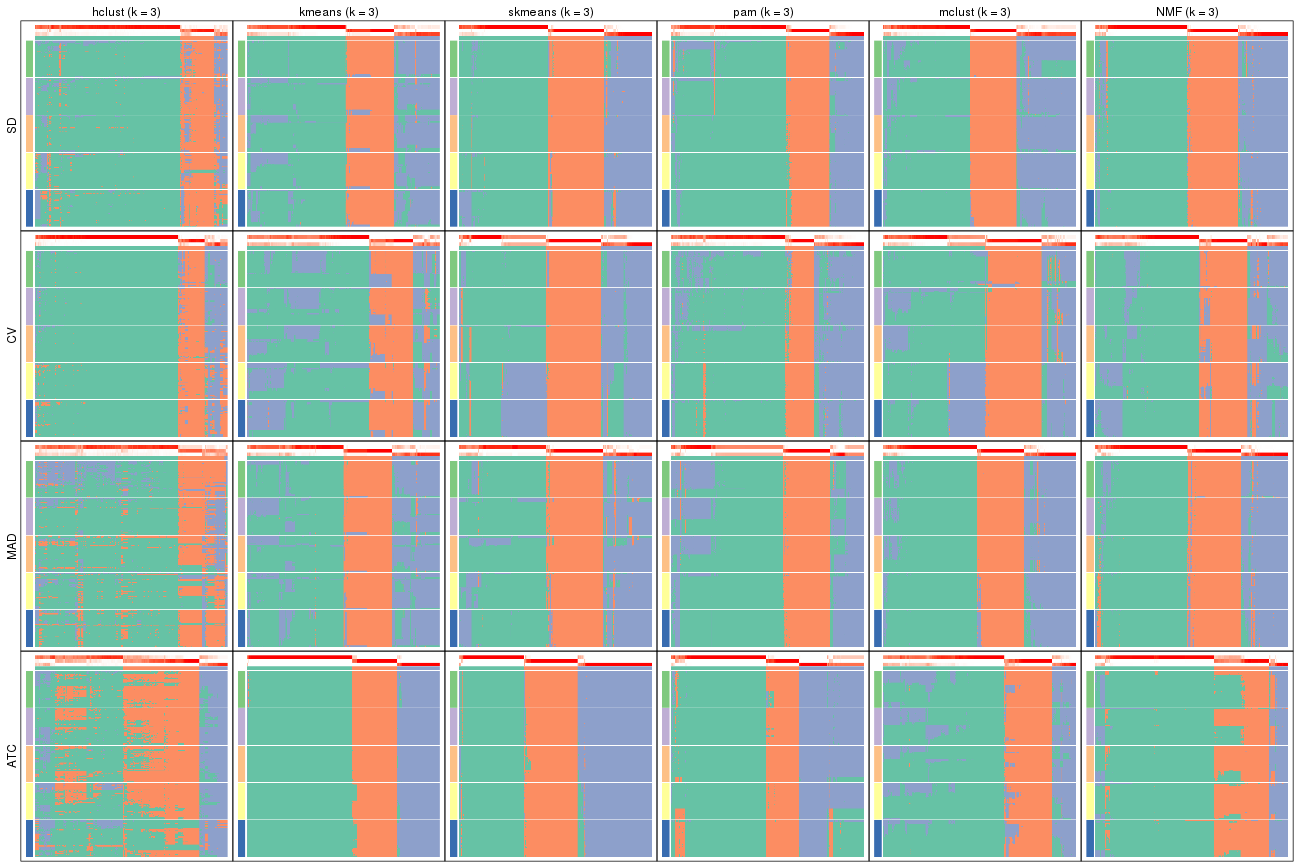 hclust (k = 3) kmeans (k = 3) skmeans (k = 3) pam (k = 3) mclust (k = 3) NMF (k = 3)
SD
CV
MAD
ATC